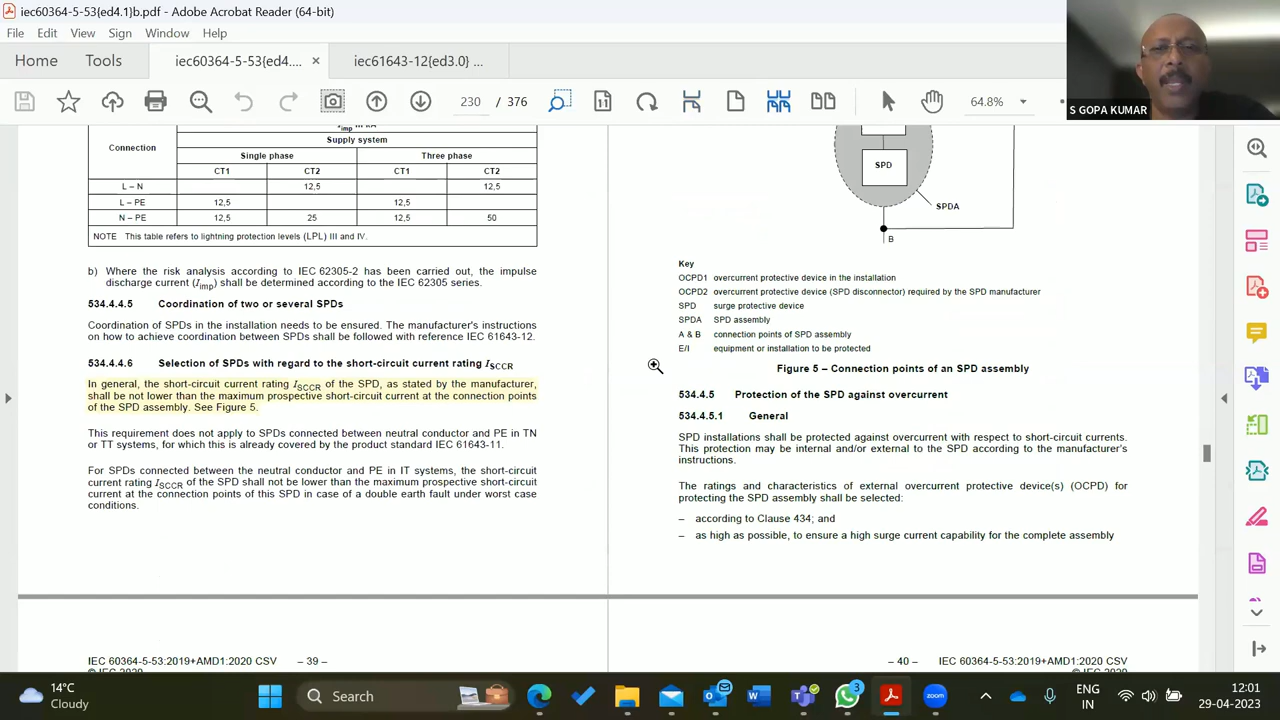 iec60364-5-53{ed4.1}b.pdf - Adobe Acrobat Reader (64-bit)
File Edit View Sign Window Help
Home Tools iec60364-5-53{ed4.... × iec61643-12{ed3.0} ...
230 / 376 64.8%
S GOPA KUMAR
Connection
Supply system
Single phase Three phase
CT1 CT2 CT1 CT2
L – N 12,5 12,5
L – PE 12,5 12,5
N – PE 12,5 25 12,5 50
NOTE This table refers to lightning protection levels (LPL) III and IV.
b) Where the risk analysis according to IEC 62305-2 has been carried out, the impulse
discharge current (Iimp) shall be determined according to the IEC 62305 series.
534.4.4.5 Coordination of two or several SPDs
Coordination of SPDs in the installation needs to be ensured. The manufacturer's instructions
on how to achieve coordination between SPDs shall be followed with reference IEC 61643-12.
534.4.4.6 Selection of SPDs with regard to the short-circuit current rating ISCCR
In general, the short-circuit current rating ISCCR of the SPD, as stated by the manufacturer,
shall be not lower than the maximum prospective short-circuit current at the connection points
of the SPD assembly. See Figure 5.
This requirement does not apply to SPDs connected between neutral conductor and PE in TN
or TT systems, for which this is already covered by the product standard IEC 61643-11.
For SPDs connected between the neutral conductor and PE in IT systems, the short-circuit
current rating ISCCR of the SPD shall not be lower than the maximum prospective short-circuit
current at the connection points of this SPD in case of a double earth fault under worst case
conditions.
SPD
SPDA
B
Key
OCPD1 overcurrent protective device in the installation
OCPD2 overcurrent protective device (SPD disconnector) required by the SPD manufacturer
SPD surge protective device
SPDA SPD assembly
A & B connection points of SPD assembly
E/I equipment or installation to be protected
Figure 5 – Connection points of an SPD assembly
534.4.5 Protection of the SPD against overcurrent
534.4.5.1 General
SPD installations shall be protected against overcurrent with respect to short-circuit currents.
This protection may be internal and/or external to the SPD according to the manufacturer's
instructions.
The ratings and characteristics of external overcurrent protective device(s) (OCPD) for
protecting the SPD assembly shall be selected:
– according to Clause 434; and
– as high as possible, to ensure a high surge current capability for the complete assembly
IEC 60364-5-53:2019+AMD1:2020 CSV – 39 –
– 40 – IEC 60364-5-53:2019+AMD1:2020 CSV
14°C
Cloudy
Search
3
ENG
IN
12:01
29-04-2023